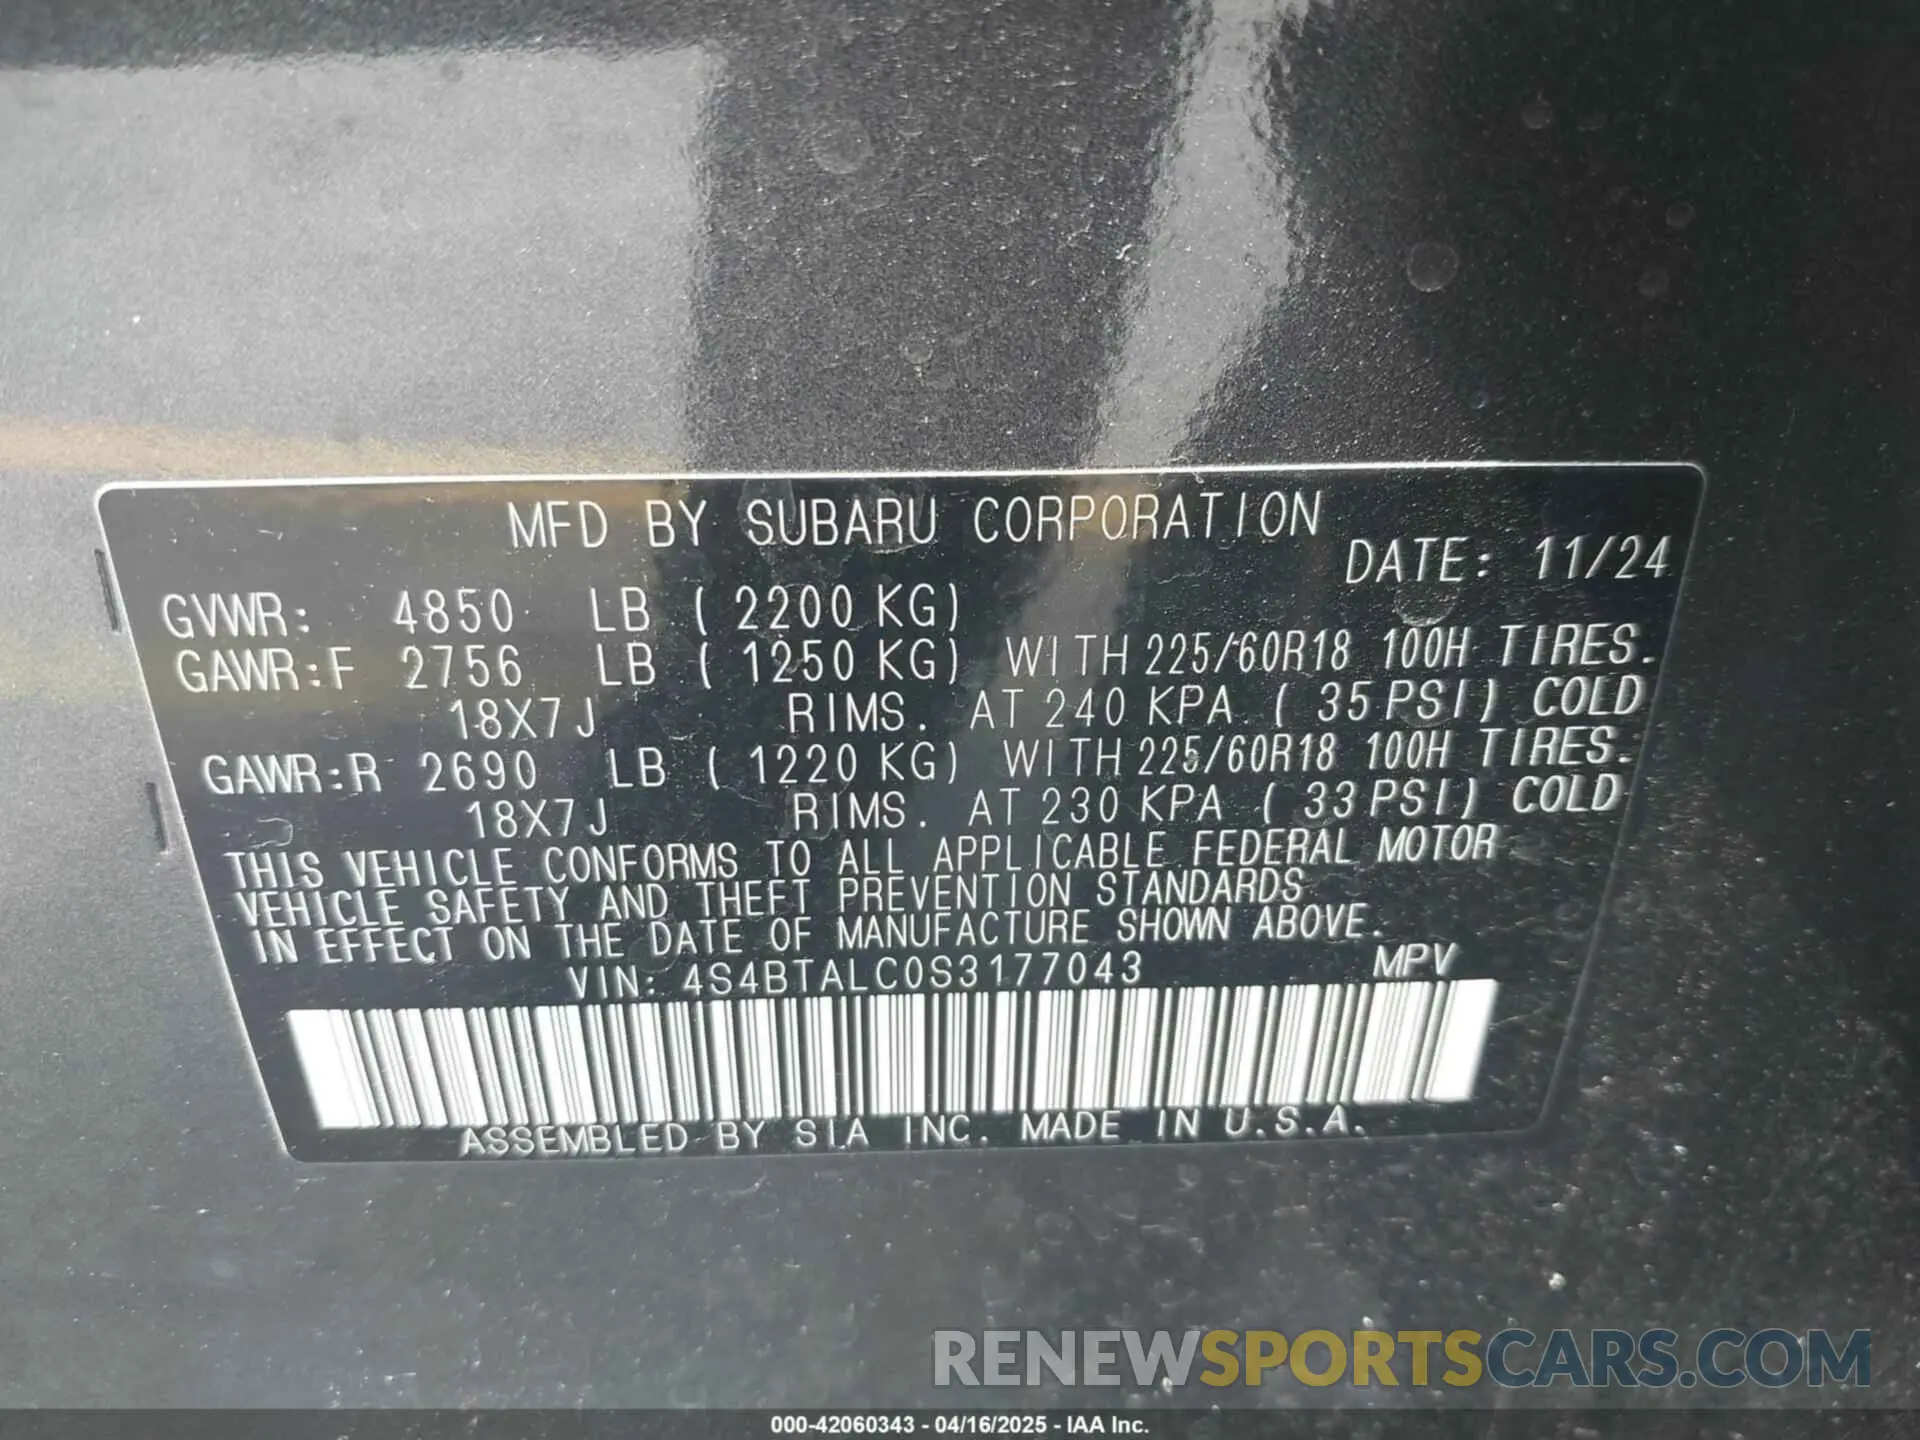 MFD BY SUBARU CORPORATION
DATE: 11/24
GVWR: 4850 LB ( 2200 KG)
GAWR:F 2756 LB ( 1250 KG) WITH 225/60R18 100H TIRES.
18X7J RIMS. AT 240 KPA ( 35 PSI) COLD
GAWR:R 2690 LB ( 1220 KG) WITH 225/60R18 100H TIRES.
18X7J RIMS. AT 230 KPA ( 33 PSI) COLD
THIS VEHICLE CONFORMS TO ALL APPLICABLE FEDERAL MOTOR
VEHICLE SAFETY AND THEFT PREVENTION STANDARDS
IN EFFECT ON THE DATE OF MANUFACTURE SHOWN ABOVE.
VIN: 4S4BTALC0S3177043 MPV
ASSEMBLED BY SIA INC. MADE IN U.S.A.
RENEWSPORTSCARS.COM
000-42060343 - 04/16/2025 - IAA Inc.